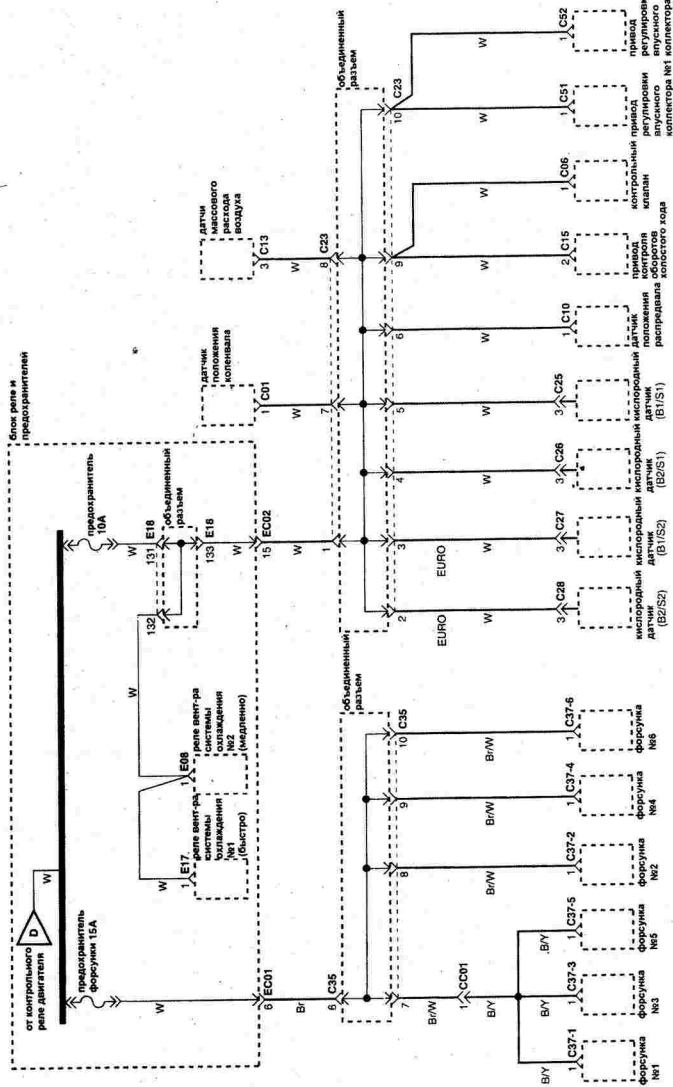 блок реле и
предохранителей
от контрольного
реле двигателя
D
W
предохранитель
форсунки 15А
W
предохранитель
10А
W
131 E18
объединенный
разъем
132
133 E18
W
W
1 E08
реле вент-ра
системы
охлаждения
№2
(медленно)
W
1 E17
реле вент-ра
системы
охлаждения
№1
(быстро)
6 EC01
Br
6 C35
15 EC02
W
1
датчик
положения
коленвала
1 C01
W
7
датчи
массового
расхода
воздуха
3 C13
W
8 C23
объединенный
разъем
7
Br/W
1 CC01
B/Y
8
Br/W
9
Br/W
10 C35
Br/W
объединенный
разъем
2
EURO
W
3
EURO
W
4
W
5
W
6
W
9
W
W
10 C23
W
W
B/Y
1 C37-1
форсунка
№1
B/Y
1 C37-3
форсунка
№3
B/Y
1 C37-5
форсунка
№5
1 C37-2
форсунка
№2
1 C37-4
форсунка
№4
1 C37-6
форсунка
№6
3 C28
кислородный
датчик
(B2/S2)
3 C27
кислородный
датчик
(B1/S2)
3 C26
кислородный
датчик
(B2/S1)
3 C25
кислородный
датчик
(B1/S1)
1 C10
датчик
положения
распредвала
2 C15
привод
контроля
оборотов
холостого хода
1 C06
контрольный
клапан
1 C51
привод
регулировки
впускного
коллектора №1
1 C52
привод
регулировки
впускного
коллектора